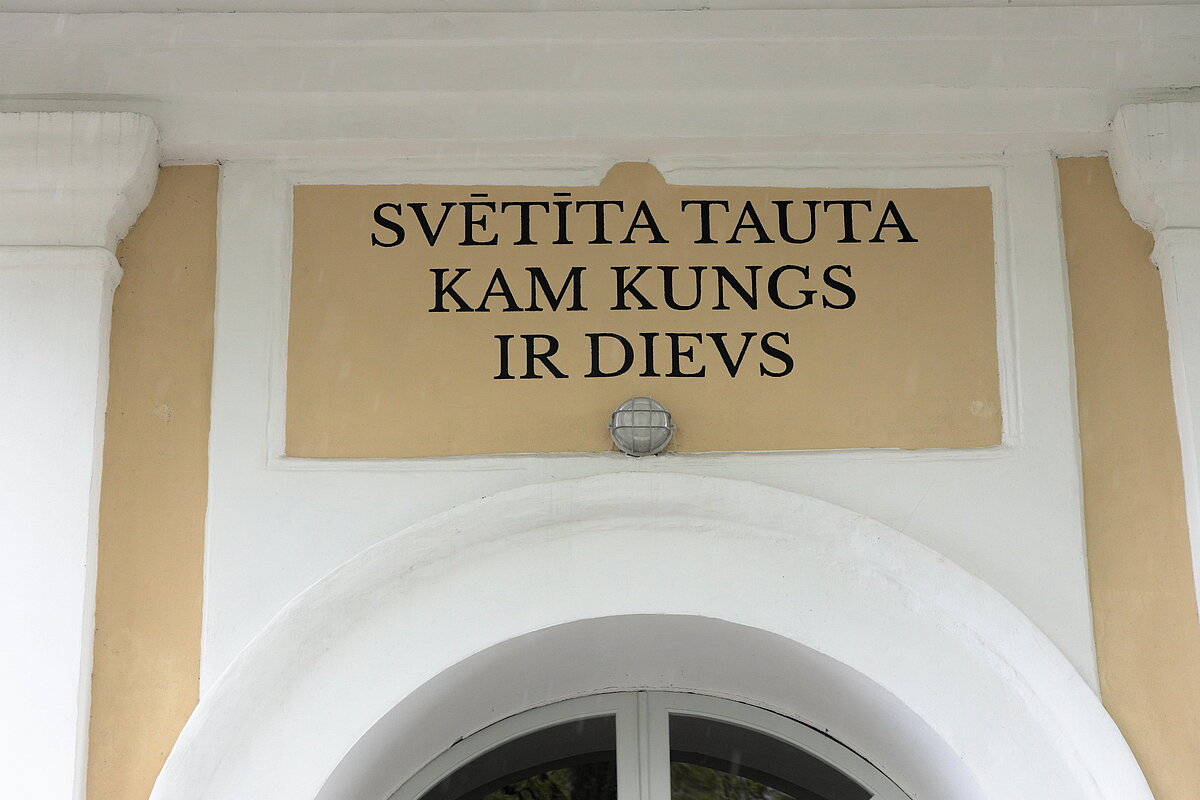 SVĒTĪTA TAUTA
KAM KUNGS
IR DIEVS